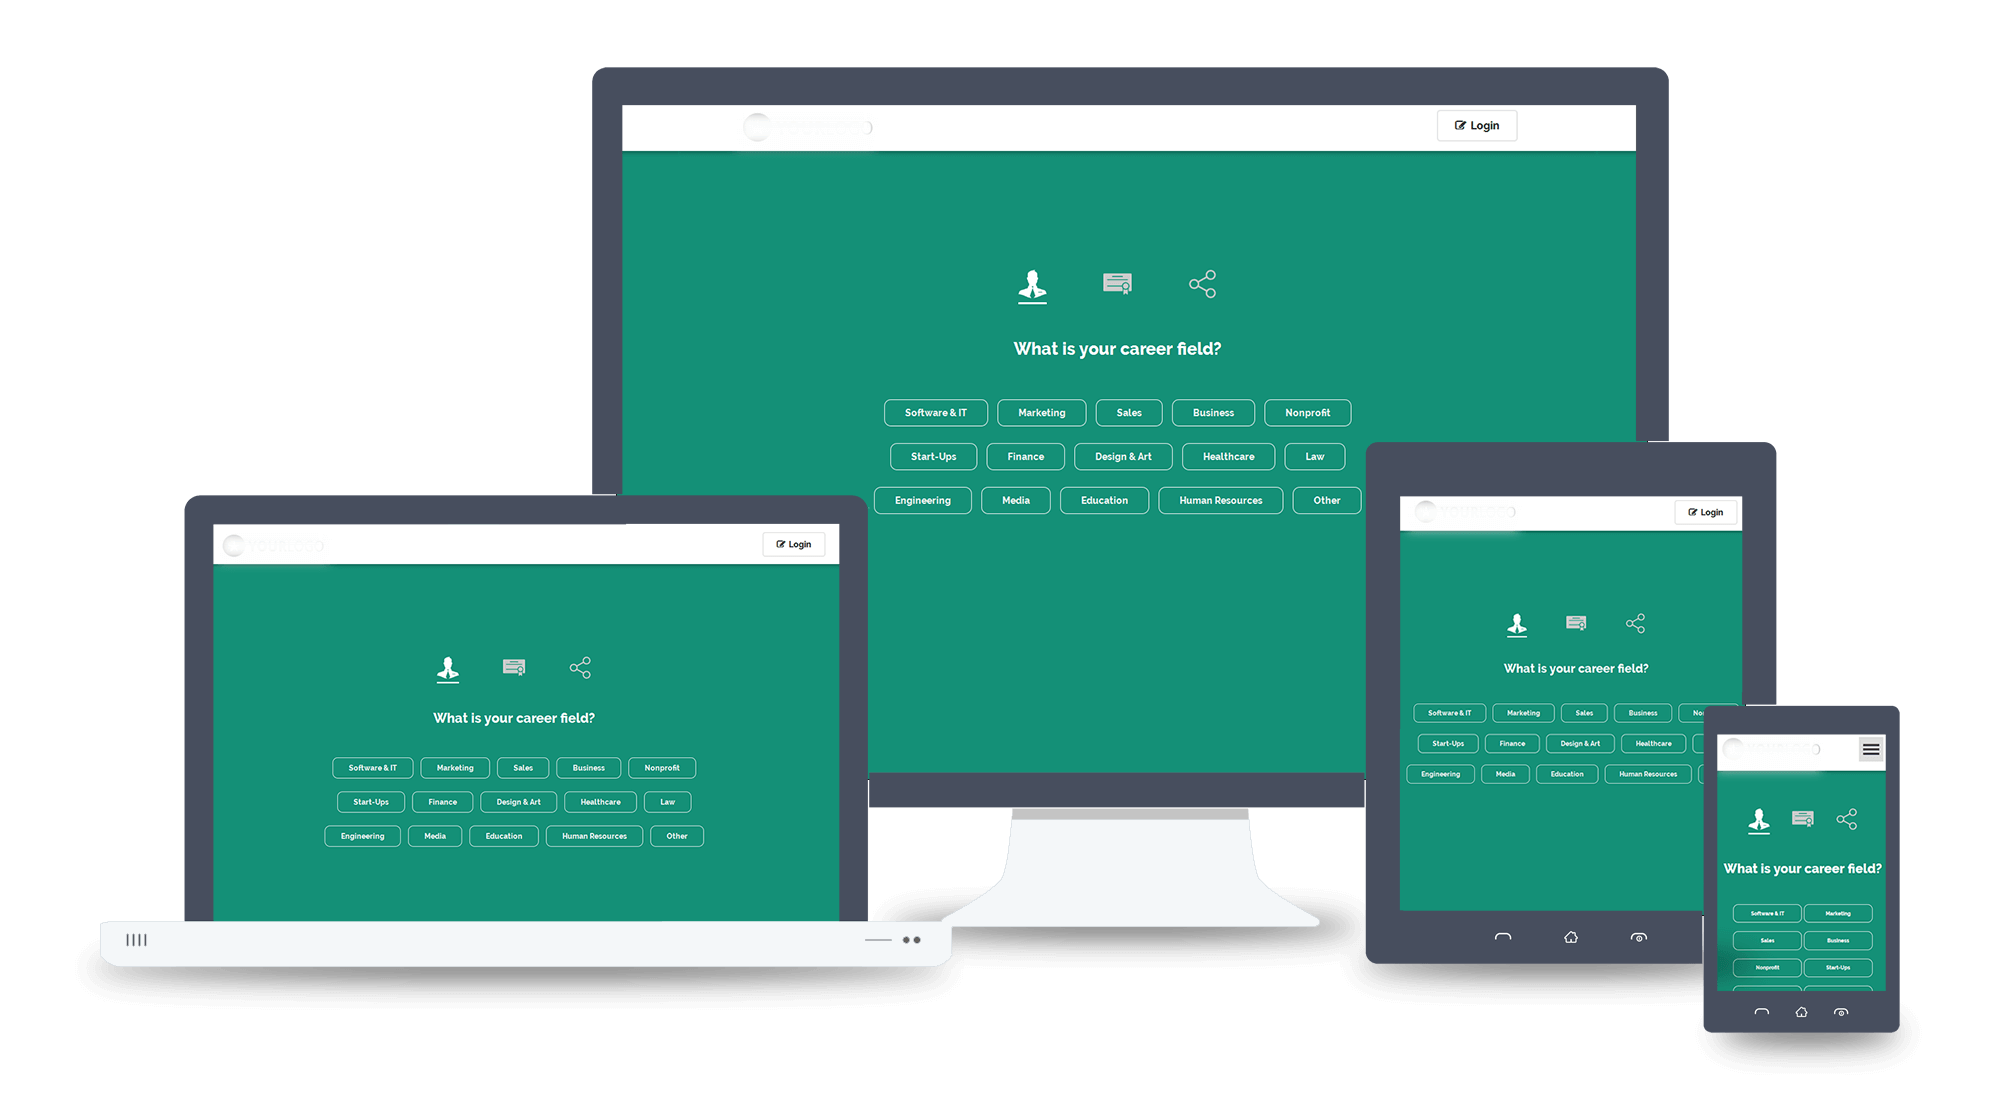 Login
What is your career field?
Software & IT Marketing Sales Business Nonprofit
Start-Ups Finance Design & Art Healthcare Law
Engineering Media Education Human Resources Other
Login
What is your career field?
Software & IT Marketing Sales Business Nonprofit
Start-Ups Finance Design & Art Healthcare Law
Engineering Media Education Human Resources Other
Login
What is your career field?
Software & IT Marketing Sales Business No
Start-Ups Finance Design & Art Healthcare
Engineering Media Education Human Resources
What is your career field?
Software & IT Marketing
Sales Business
Nonprofit Start-Ups